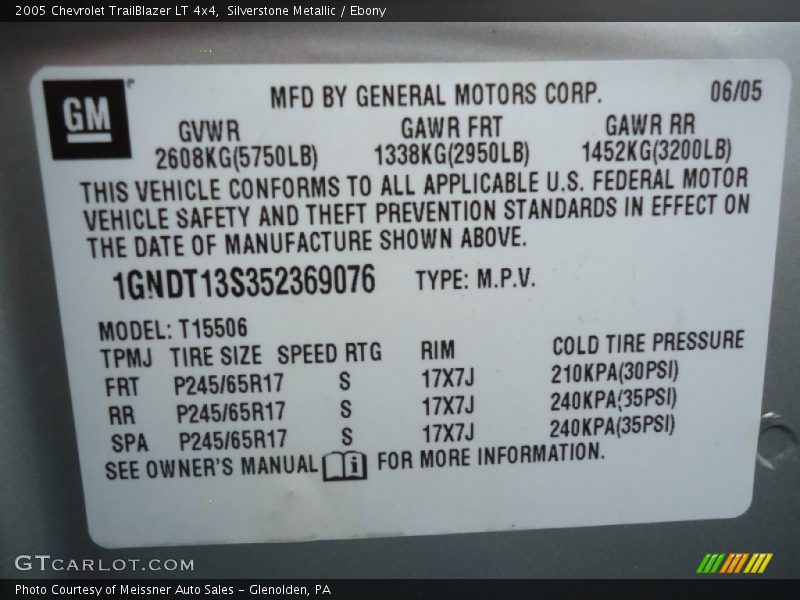 2005 Chevrolet TrailBlazer LT 4x4, Silverstone Metallic / Ebony
GM
MFD BY GENERAL MOTORS CORP. 06/05
GVWR GAWR FRT GAWR RR
2608KG(5750LB) 1338KG(2950LB) 1452KG(3200LB)
THIS VEHICLE CONFORMS TO ALL APPLICABLE U.S. FEDERAL MOTOR
VEHICLE SAFETY AND THEFT PREVENTION STANDARDS IN EFFECT ON
THE DATE OF MANUFACTURE SHOWN ABOVE.
1GNDT13S352369076 TYPE: M.P.V.
MODEL: T15506
TPMJ TIRE SIZE SPEED RTG RIM COLD TIRE PRESSURE
FRT P245/65R17 S 17X7J 210KPA(30PSI)
RR P245/65R17 S 17X7J 240KPA(35PSI)
SPA P245/65R17 S 17X7J 240KPA(35PSI)
SEE OWNER'S MANUAL i FOR MORE INFORMATION.
GTCARLOT.COM
Photo Courtesy of Meissner Auto Sales - Glenolden, PA